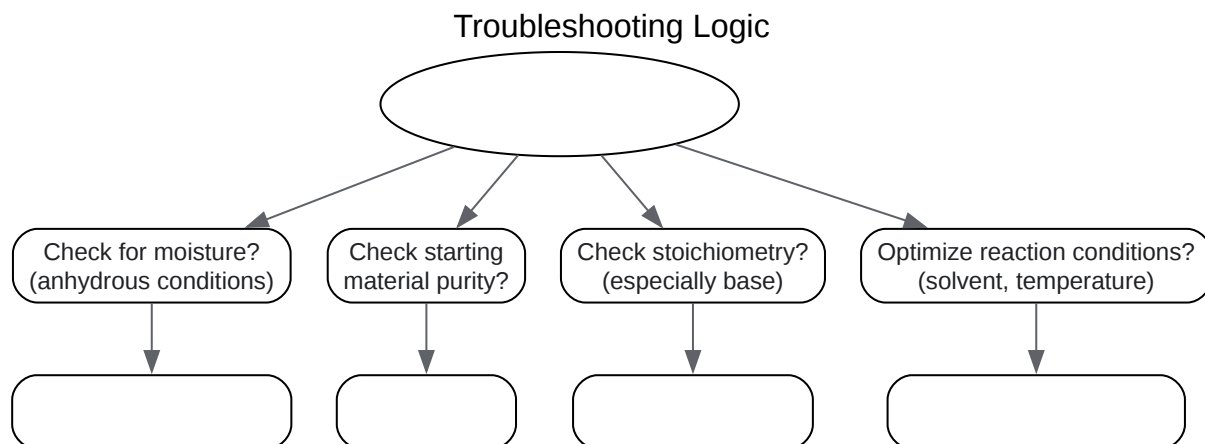 Troubleshooting Logic
Check for moisture?
(anhydrous conditions)
Check starting
material purity?
Check stoichiometry?
(especially base)
Optimize reaction conditions?
(solvent, temperature)